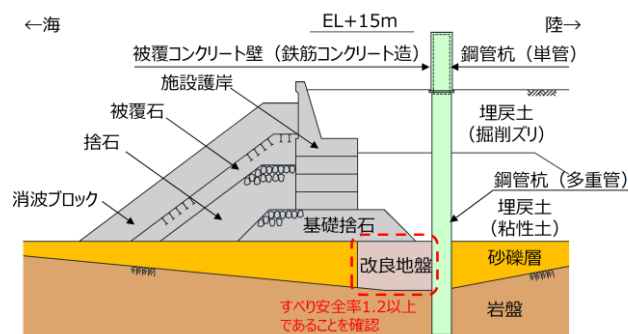 ←海
EL+15m
陸→
被覆コンクリート壁（鉄筋コンクリート造）
鋼管杭（単管）
施設護岸
被覆石
捨石
消波ブロック
埋戻土
（掘削ズリ）
鋼管杭（多重管）
埋戻土
（粘性土）
基礎捨石
改良地盤
砂礫層
すべり安全率1.2以上
であることを確認
岩盤